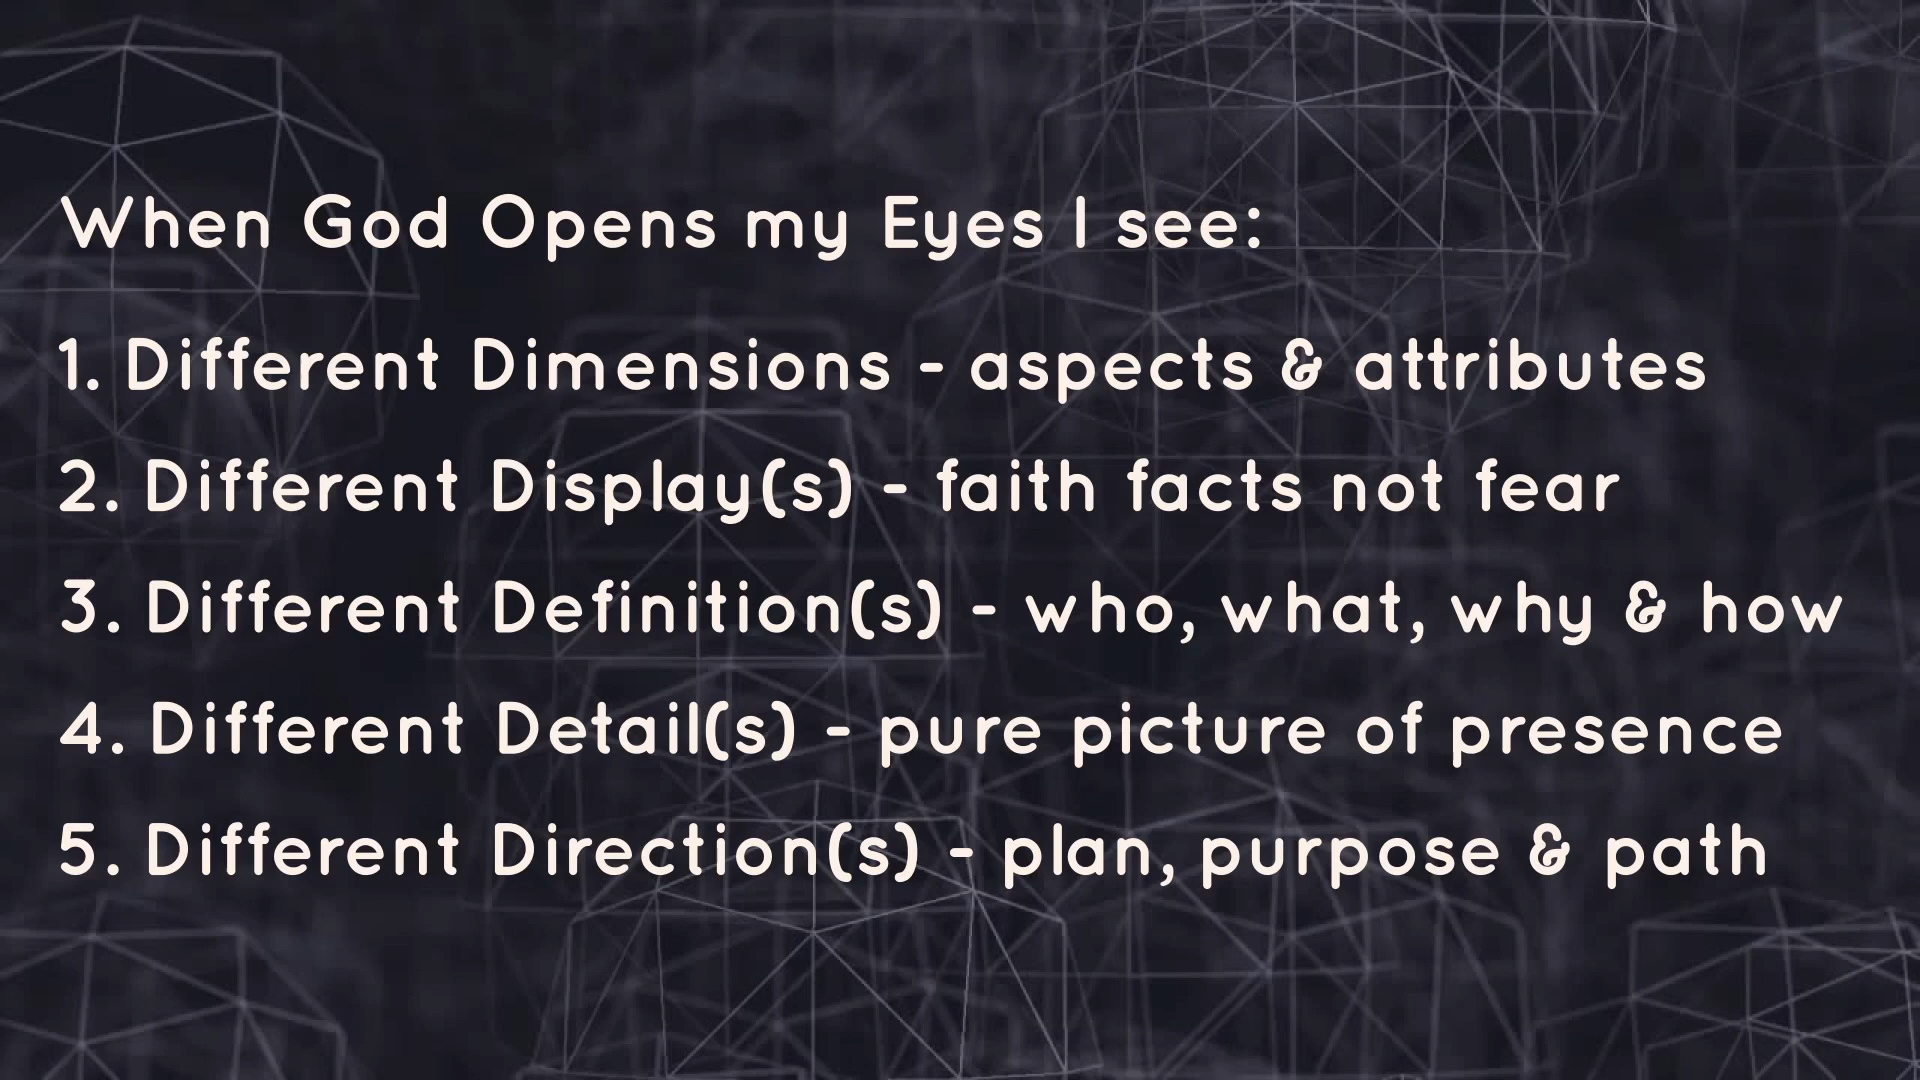 When God Opens my Eyes I see:
1. Different Dimensions - aspects & attributes
2. Different Display(s) - faith facts not fear
3. Different Definition(s) - who, what, why & how
4. Different Detail(s) - pure picture of presence
5. Different Direction(s) - plan, purpose & path